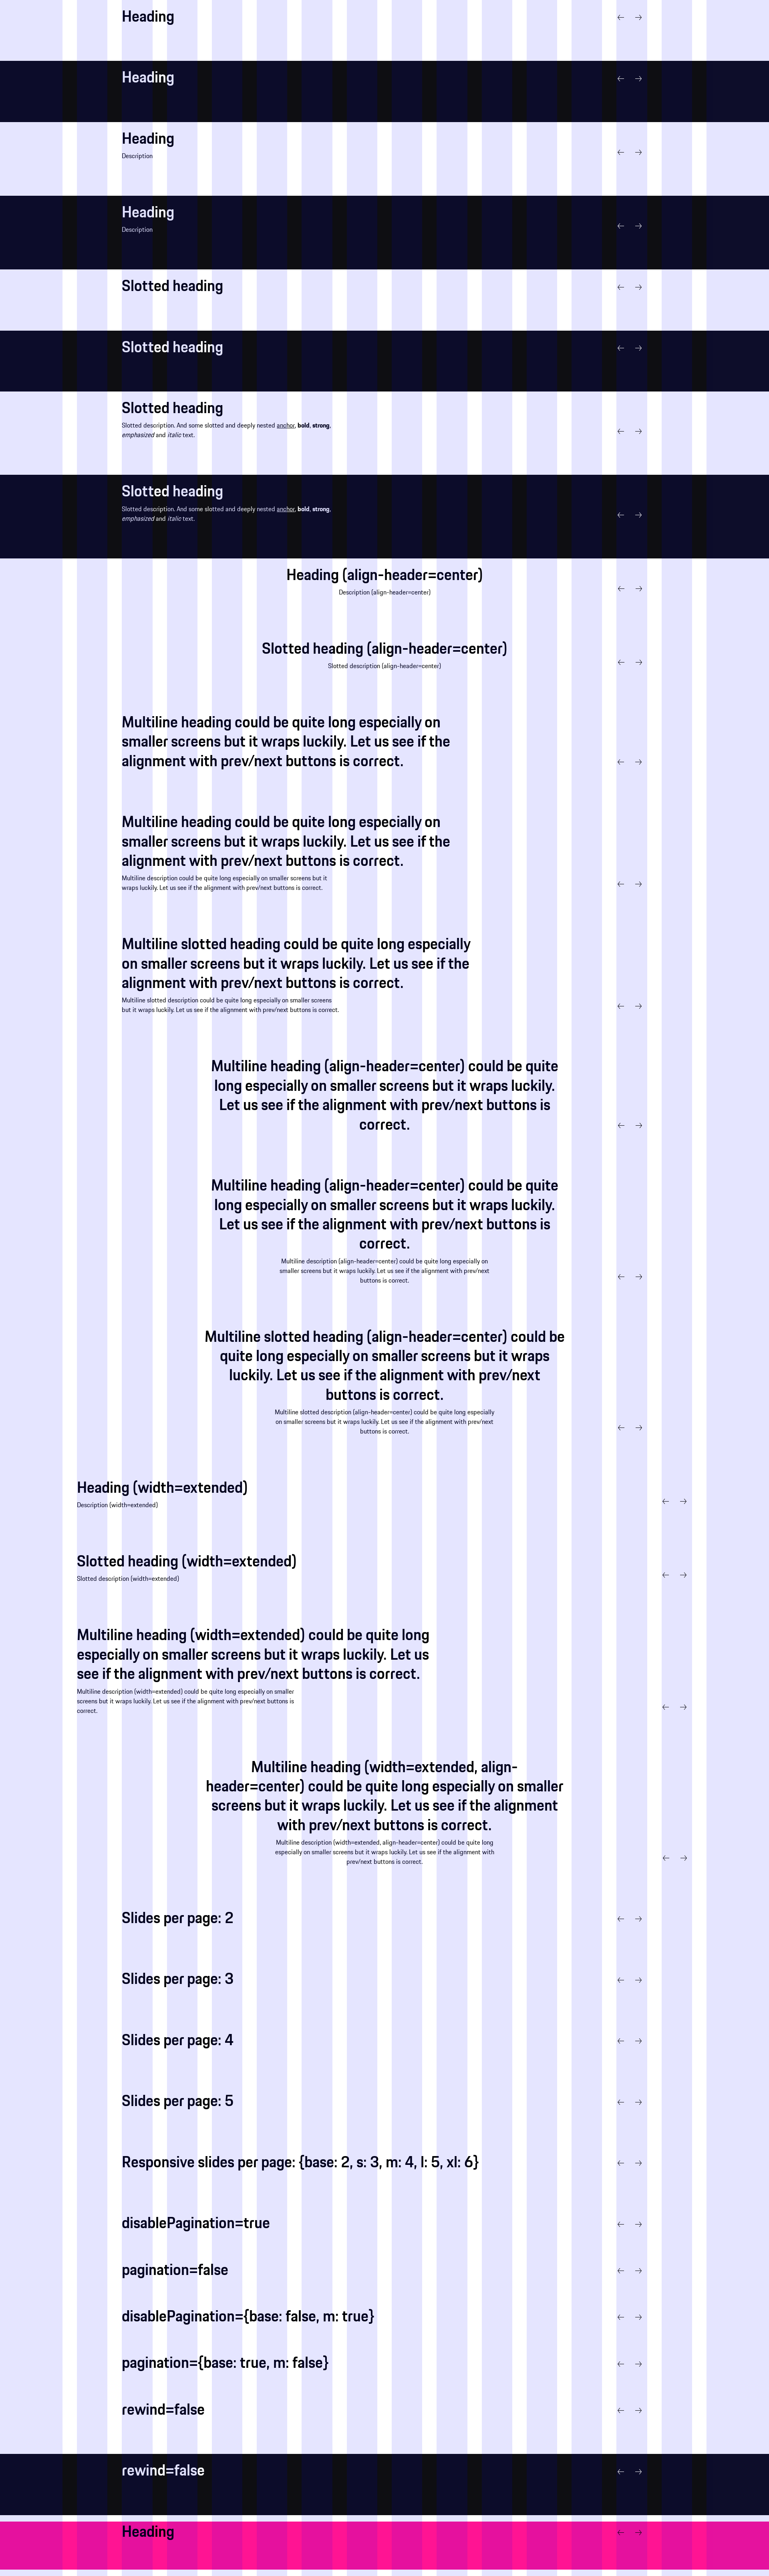 Heading
Heading
Heading
Description
Heading
Description
Slotted heading
Slotted heading
Slotted heading
Slotted description. And some slotted and deeply nested anchor, bold, strong,
emphasized and italic text.
Slotted heading
Slotted description. And some slotted and deeply nested anchor, bold, strong,
emphasized and italic text.
Heading (align-header=center)
Description (align-header=center)
Slotted heading (align-header=center)
Slotted description (align-header=center)
Multiline heading could be quite long especially on
smaller screens but it wraps luckily. Let us see if the
alignment with prev/next buttons is correct.
Multiline heading could be quite long especially on
smaller screens but it wraps luckily. Let us see if the
alignment with prev/next buttons is correct.
Multiline description could be quite long especially on smaller screens but it
wraps luckily. Let us see if the alignment with prev/next buttons is correct.
Multiline slotted heading could be quite long especially
on smaller screens but it wraps luckily. Let us see if the
alignment with prev/next buttons is correct.
Multiline slotted description could be quite long especially on smaller screens
but it wraps luckily. Let us see if the alignment with prev/next buttons is correct.
Multiline heading (align-header=center) could be quite
long especially on smaller screens but it wraps luckily.
Let us see if the alignment with prev/next buttons is
correct.
Multiline heading (align-header=center) could be quite
long especially on smaller screens but it wraps luckily.
Let us see if the alignment with prev/next buttons is
correct.
Multiline description (align-header=center) could be quite long especially on
smaller screens but it wraps luckily. Let us see if the alignment with prev/next
buttons is correct.
Multiline slotted heading (align-header=center) could be
quite long especially on smaller screens but it wraps
luckily. Let us see if the alignment with prev/next
buttons is correct.
Multiline slotted description (align-header=center) could be quite long especially
on smaller screens but it wraps luckily. Let us see if the alignment with prev/next
buttons is correct.
Heading (width=extended)
Description (width=extended)
Slotted heading (width=extended)
Slotted description (width=extended)
Multiline heading (width=extended) could be quite long
especially on smaller screens but it wraps luckily. Let us
see if the alignment with prev/next buttons is correct.
Multiline description (width=extended) could be quite long especially on smaller
screens but it wraps luckily. Let us see if the alignment with prev/next buttons is
correct.
Multiline heading (width=extended, align-
header=center) could be quite long especially on smaller
screens but it wraps luckily. Let us see if the alignment
with prev/next buttons is correct.
Multiline description (width=extended, align-header=center) could be quite long
especially on smaller screens but it wraps luckily. Let us see if the alignment with
prev/next buttons is correct.
Slides per page: 2
Slides per page: 3
Slides per page: 4
Slides per page: 5
Responsive slides per page: {base: 2, s: 3, m: 4, l: 5, xl: 6}
disablePagination=true
pagination=false
disablePagination={base: false, m: true}
pagination={base: true, m: false}
rewind=false
rewind=false
Heading